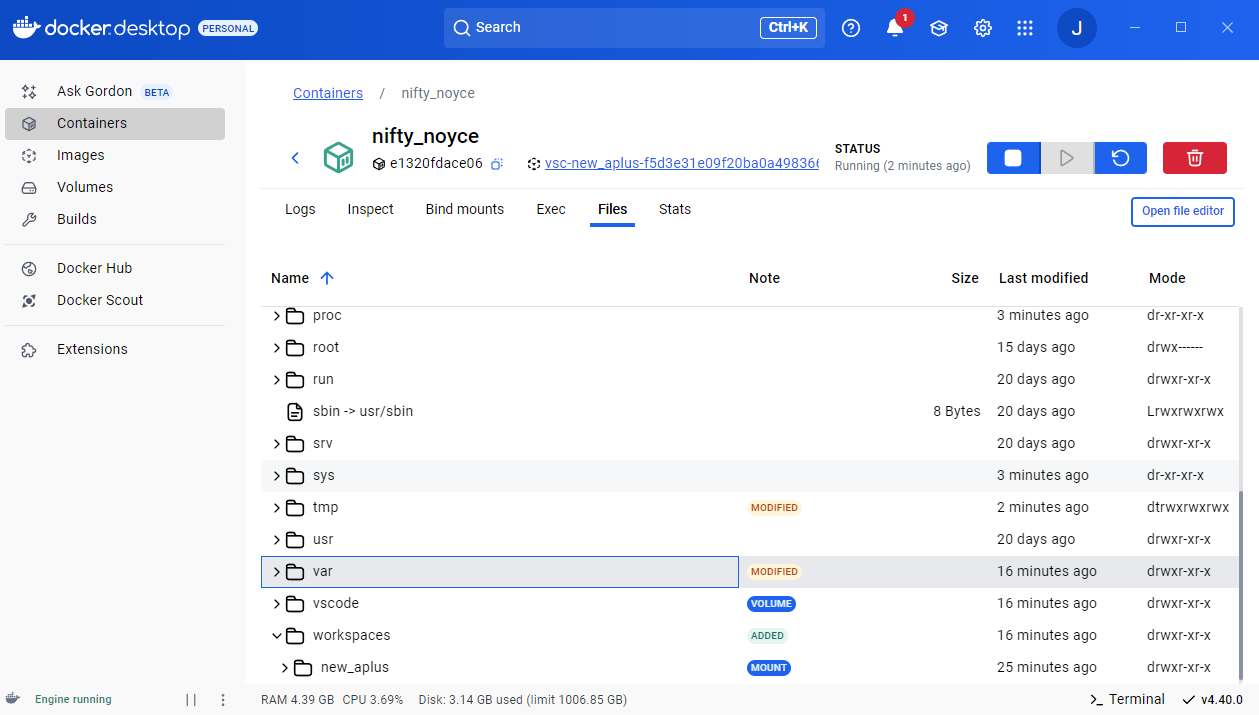 docker.desktop PERSONAL Search Ctrl+K 1 J
Ask Gordon BETA
Containers
Images
Volumes
Builds
Docker Hub
Docker Scout
Extensions
Containers / nifty_noyce
nifty_noyce
e1320fdace06 vsc-new_aplus-f5d3e31e09f20ba0a498366
STATUS
Running (2 minutes ago)
Logs Inspect Bind mounts Exec Files Stats Open file editor
Name Note Size Last modified Mode
proc 3 minutes ago dr-xr-xr-x
root 15 days ago drwx------
run 20 days ago drwxr-xr-x
sbin -> usr/sbin 8 Bytes 20 days ago Lrwxrwxrwx
srv 20 days ago drwxr-xr-x
sys 3 minutes ago dr-xr-xr-x
tmp MODIFIED 2 minutes ago dtrwxrwxrwx
usr 20 days ago drwxr-xr-x
var MODIFIED 16 minutes ago drwxr-xr-x
vscode VOLUME 16 minutes ago drwxr-xr-x
workspaces ADDED 16 minutes ago drwxr-xr-x
new_aplus MOUNT 25 minutes ago drwxr-xr-x
Engine running RAM 4.39 GB CPU 3.69% Disk: 3.14 GB used (limit 1006.85 GB) Terminal v4.40.0